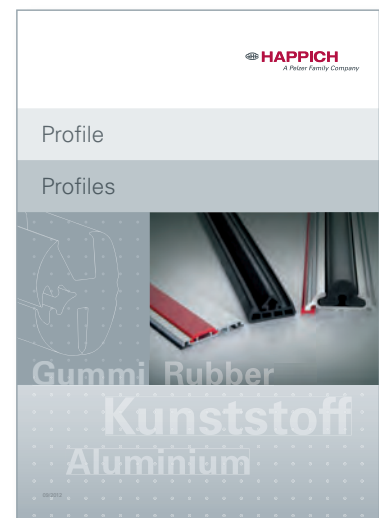 HAPPICH
A Pelzer Family Company
Profile
Profiles
Gummi Rubber
Kunststoff
Aluminium